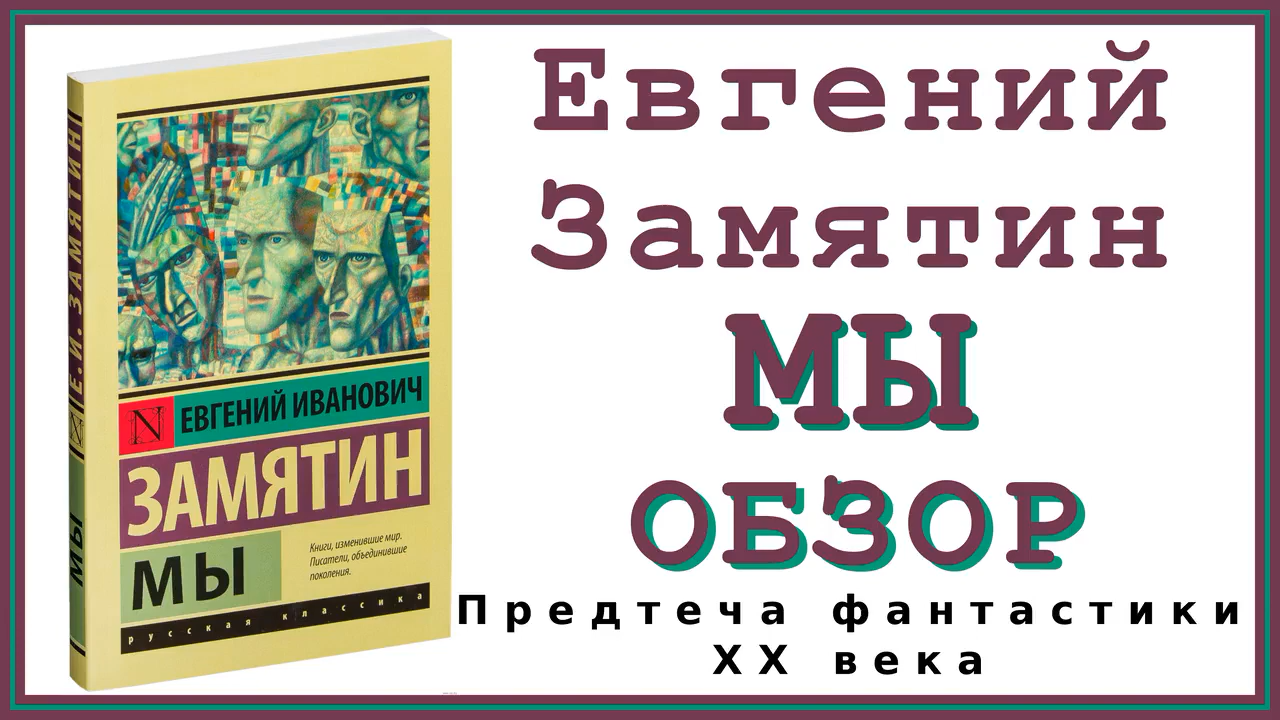 Е.И. ЗАМЯТИН
N
МЫ
N
ЕВГЕНИЙ ИВАНОВИЧ
ЗАМЯТИН
МЫ
Книги, изменившие мир.
Писатели, объединившие
поколения.
русская классика
Евгений
Замятин
МЫ
ОБЗОР
Предтеча фантастики
XX века